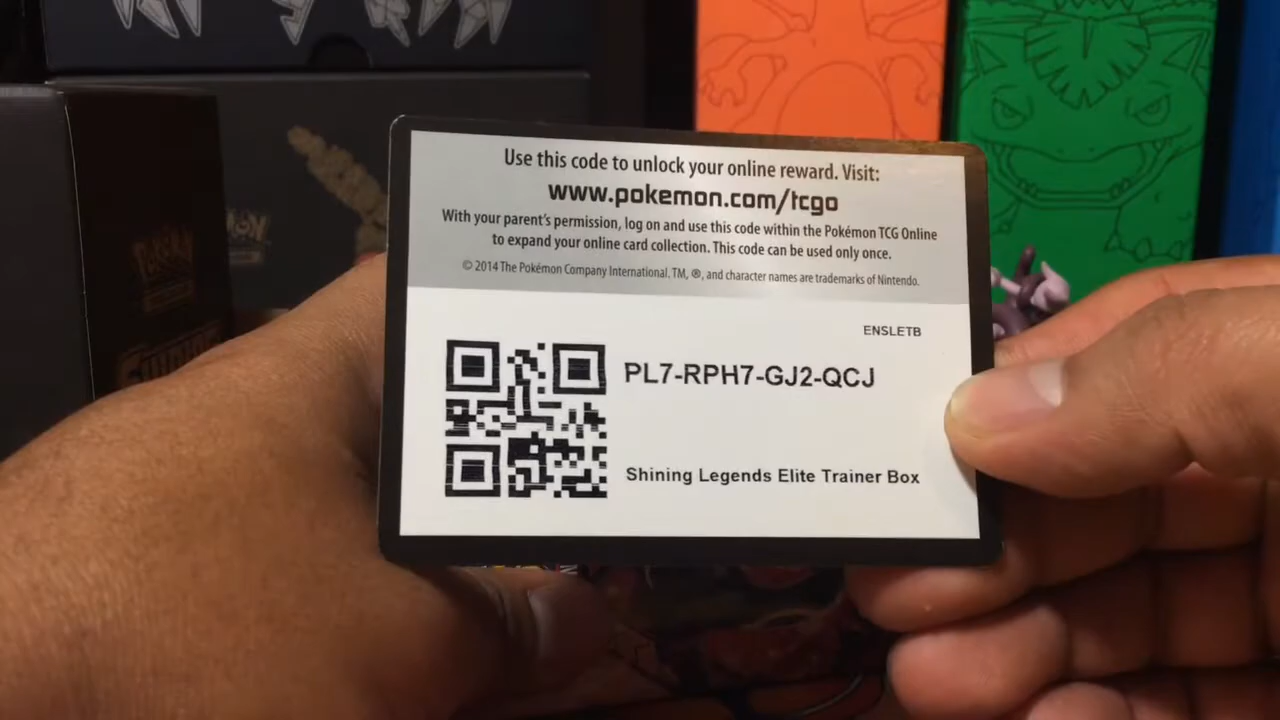 Use this code to unlock your online reward. Visit:
www.pokemon.com/tcgo
With your parent's permission, log on and use this code within the Pokémon TCG Online
to expand your online card collection. This code can be used only once.
© 2014 The Pokémon Company International. TM, ®, and character names are trademarks of Nintendo.
ENSLETB
PL7-RPH7-GJ2-QCJ
Shining Legends Elite Trainer Box